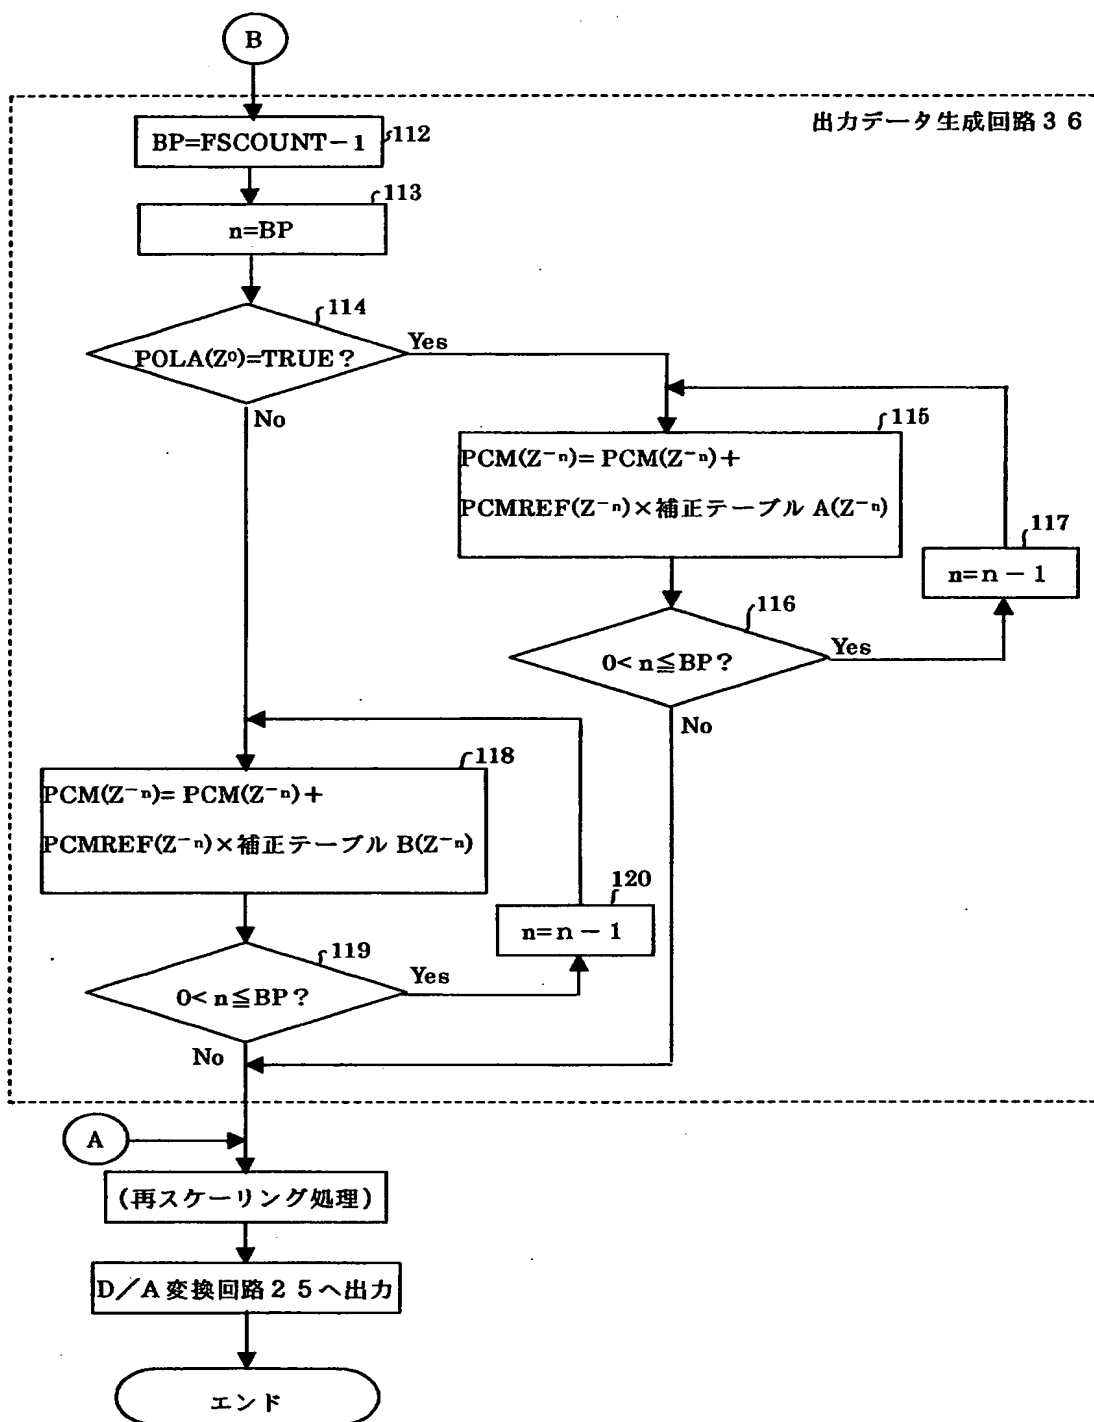 B
出力データ生成回路３６
BP=FSCOUNT－1
112
113
n=BP
114
POLA(Z⁰)=TRUE？
Yes
No
115
PCM(Z⁻ⁿ)= PCM(Z⁻ⁿ)＋
PCMREF(Z⁻ⁿ)×補正テーブル A(Z⁻ⁿ)
117
n=ｎ－１
116
0< n≦BP？
Yes
No
118
PCM(Z⁻ⁿ)= PCM(Z⁻ⁿ)＋
PCMREF(Z⁻ⁿ)×補正テーブル B(Z⁻ⁿ)
120
n=ｎ－１
119
0< n≦BP？
Yes
No
A
(再スケーリング処理)
D／A 変換回路２５へ出力
エンド